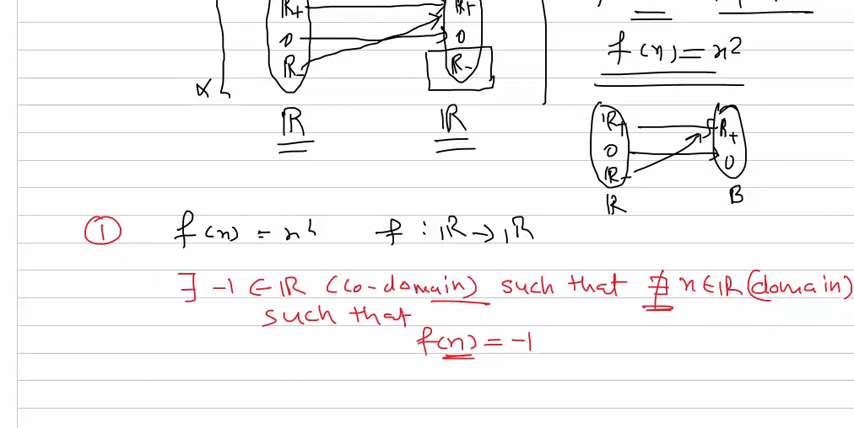 R+ R+
0 0
R- R-
R R
f(x) = x²
R+ R+
0 0
R-
R B
① f(x) = x² f : R → R
∃ -1 ∈ R (co-domain) such that ∄ x ∈ R (domain)
such that
f(x) = -1